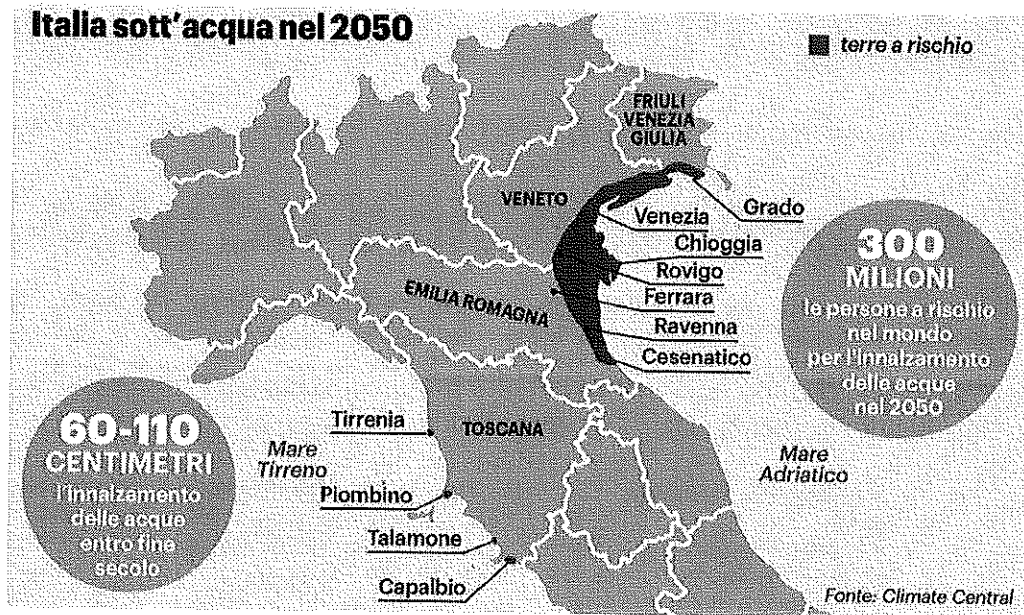 Italia sott'acqua nel 2050
terre a rischio
FRIULI
VENEZIA
GIULIA
VENETO
Grado
Venezia
Chioggia
Rovigo
Ferrara
Ravenna
Cesenatico
EMILIA ROMAGNA
300
MILIONI
le persone a rischio
nel mondo
per l'innalzamento
delle acque
nel 2050
60-110
CENTIMETRI
l'innalzamento
delle acque
entro fine
secolo
Mare
Tirreno
Tirrenia
TOSCANA
Piombino
Talamone
Capalbio
Mare
Adriatico
Fonte: Climate Central